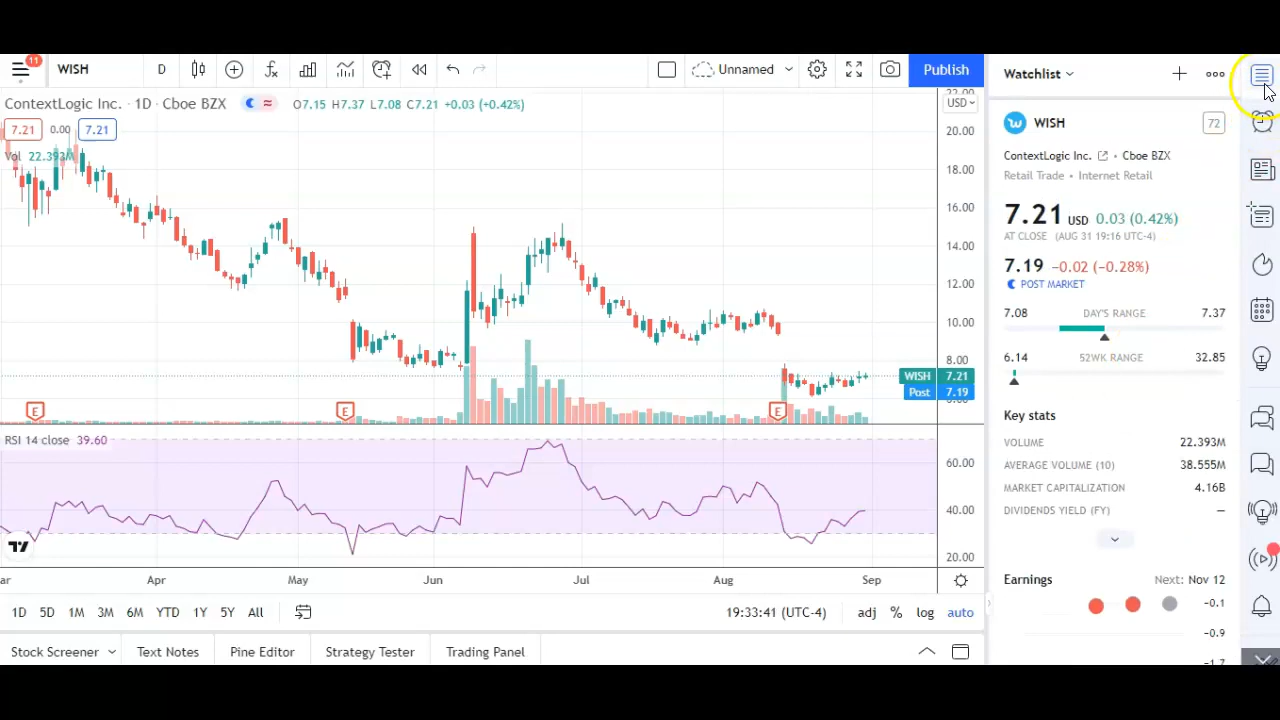 11
WISH
D
Unnamed
Publish
ContextLogic Inc. · 1D · Cboe BZX
O7.15 H7.37 L7.08 C7.21 +0.03 (+0.42%)
USD
7.21 0.00 7.21
Vol 22.393M
22.00
20.00
18.00
16.00
14.00
12.00
10.00
8.00
WISH 7.21
Post 7.19
E
E
E
RSI 14 close 39.60
60.00
40.00
20.00
Apr May Jun Jul Aug Sep
1D 5D 1M 3M 6M YTD 1Y 5Y All
19:33:41 (UTC-4) adj % log auto
Stock Screener Text Notes Pine Editor Strategy Tester Trading Panel
Watchlist
WISH
72
ContextLogic Inc. • Cboe BZX
Retail Trade • Internet Retail
7.21 USD 0.03 (0.42%)
AT CLOSE (AUG 31 19:16 UTC-4)
7.19 −0.02 (−0.28%)
POST MARKET
7.08 DAY'S RANGE 7.37
6.14 52WK RANGE 32.85
Key stats
VOLUME 22.393M
AVERAGE VOLUME (10) 38.555M
MARKET CAPITALIZATION 4.16B
DIVIDENDS YIELD (FY) —
Earnings Next: Nov 12
−0.1
−0.9